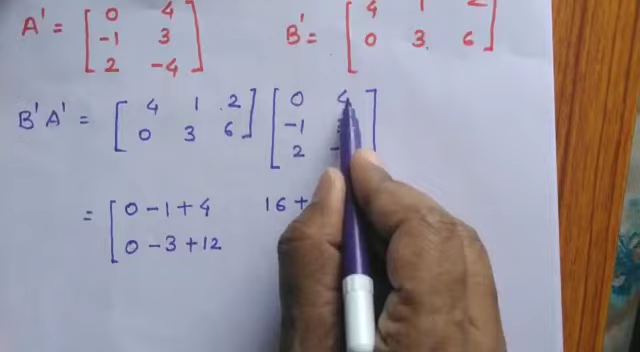 A' = [ 0 4 B' = [ 4 1 2
-1 3 0 3 6 ]
2 -4 ]
B'A' = [ 4 1 2 [ 0 4 ]
0 3 6 ] -1
2 -
= [ 0 - 1 + 4 16 +
0 - 3 + 12